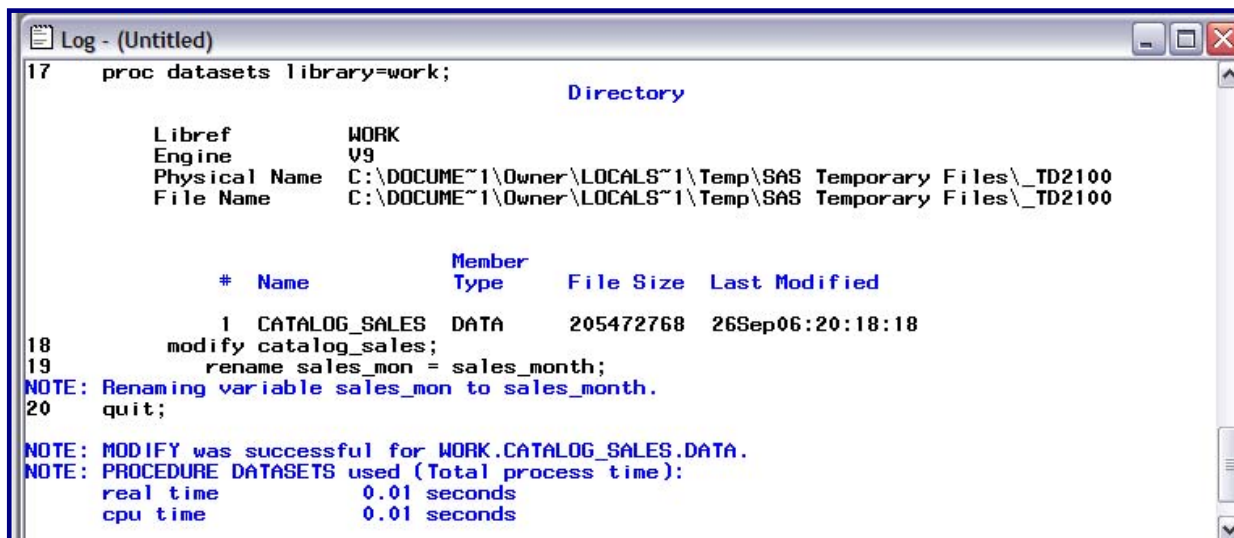 Log - (Untitled)
17 proc datasets library=work;
Directory
Libref WORK
Engine V9
Physical Name C:\DOCUME~1\Owner\LOCALS~1\Temp\SAS Temporary Files\_TD2100
File Name C:\DOCUME~1\Owner\LOCALS~1\Temp\SAS Temporary Files\_TD2100
Member
# Name Type File Size Last Modified
1 CATALOG_SALES DATA 205472768 26Sep06:20:18:18
18 modify catalog_sales;
19 rename sales_mon = sales_month;
NOTE: Renaming variable sales_mon to sales_month.
20 quit;
NOTE: MODIFY was successful for WORK.CATALOG_SALES.DATA.
NOTE: PROCEDURE DATASETS used (Total process time):
real time 0.01 seconds
cpu time 0.01 seconds